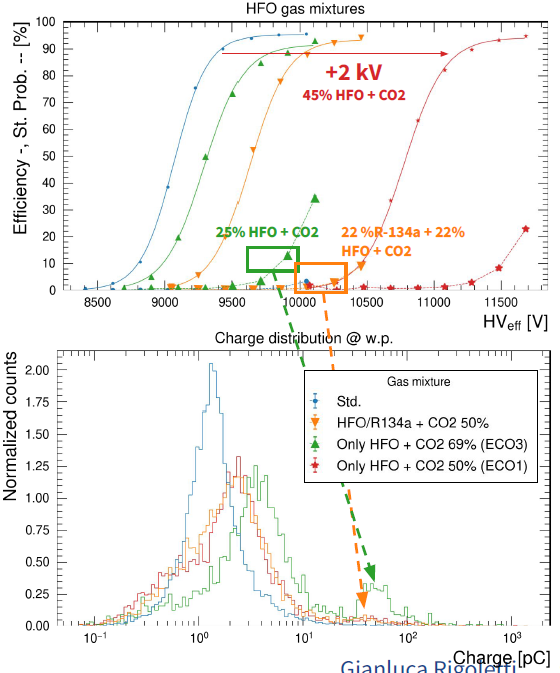 HFO gas mixtures
Efficiency -, St. Prob. -- [%]
100
90
80
70
60
50
40
30
20
10
0
+2 kV
45% HFO + CO2
25% HFO + CO2
22 %R-134a + 22%
HFO + CO2
8500 9000 9500 10000 10500 11000 11500
HVeff [V]
Charge distribution @ w.p.
Normalized counts
2.00
1.75
1.50
1.25
1.00
0.75
0.50
0.25
0.00
Gas mixture
Std.
HFO/R134a + CO2 50%
Only HFO + CO2 69% (ECO3)
Only HFO + CO2 50% (ECO1)
10⁻¹ 10⁰ 10¹ 10² 10³
Charge [pC]
Gianluca Rigoletti